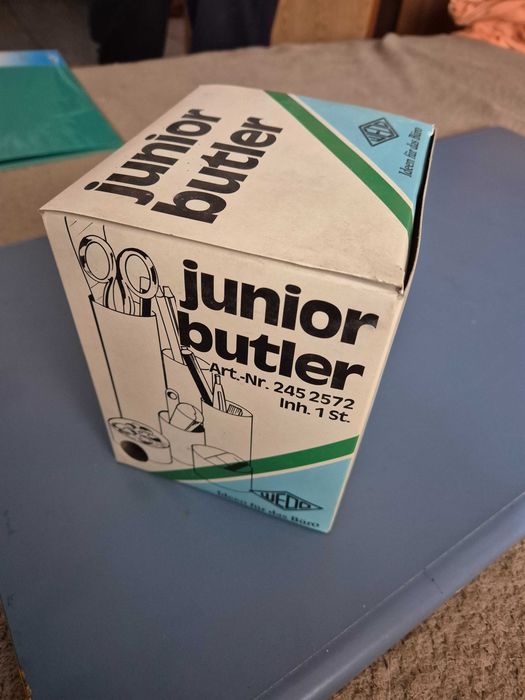 junior
butler
WEDO
Ideen für das Büro
junior
butler
Art.-Nr. 245 2572
Inh. 1 St.
WEDO
Ideen für das Büro